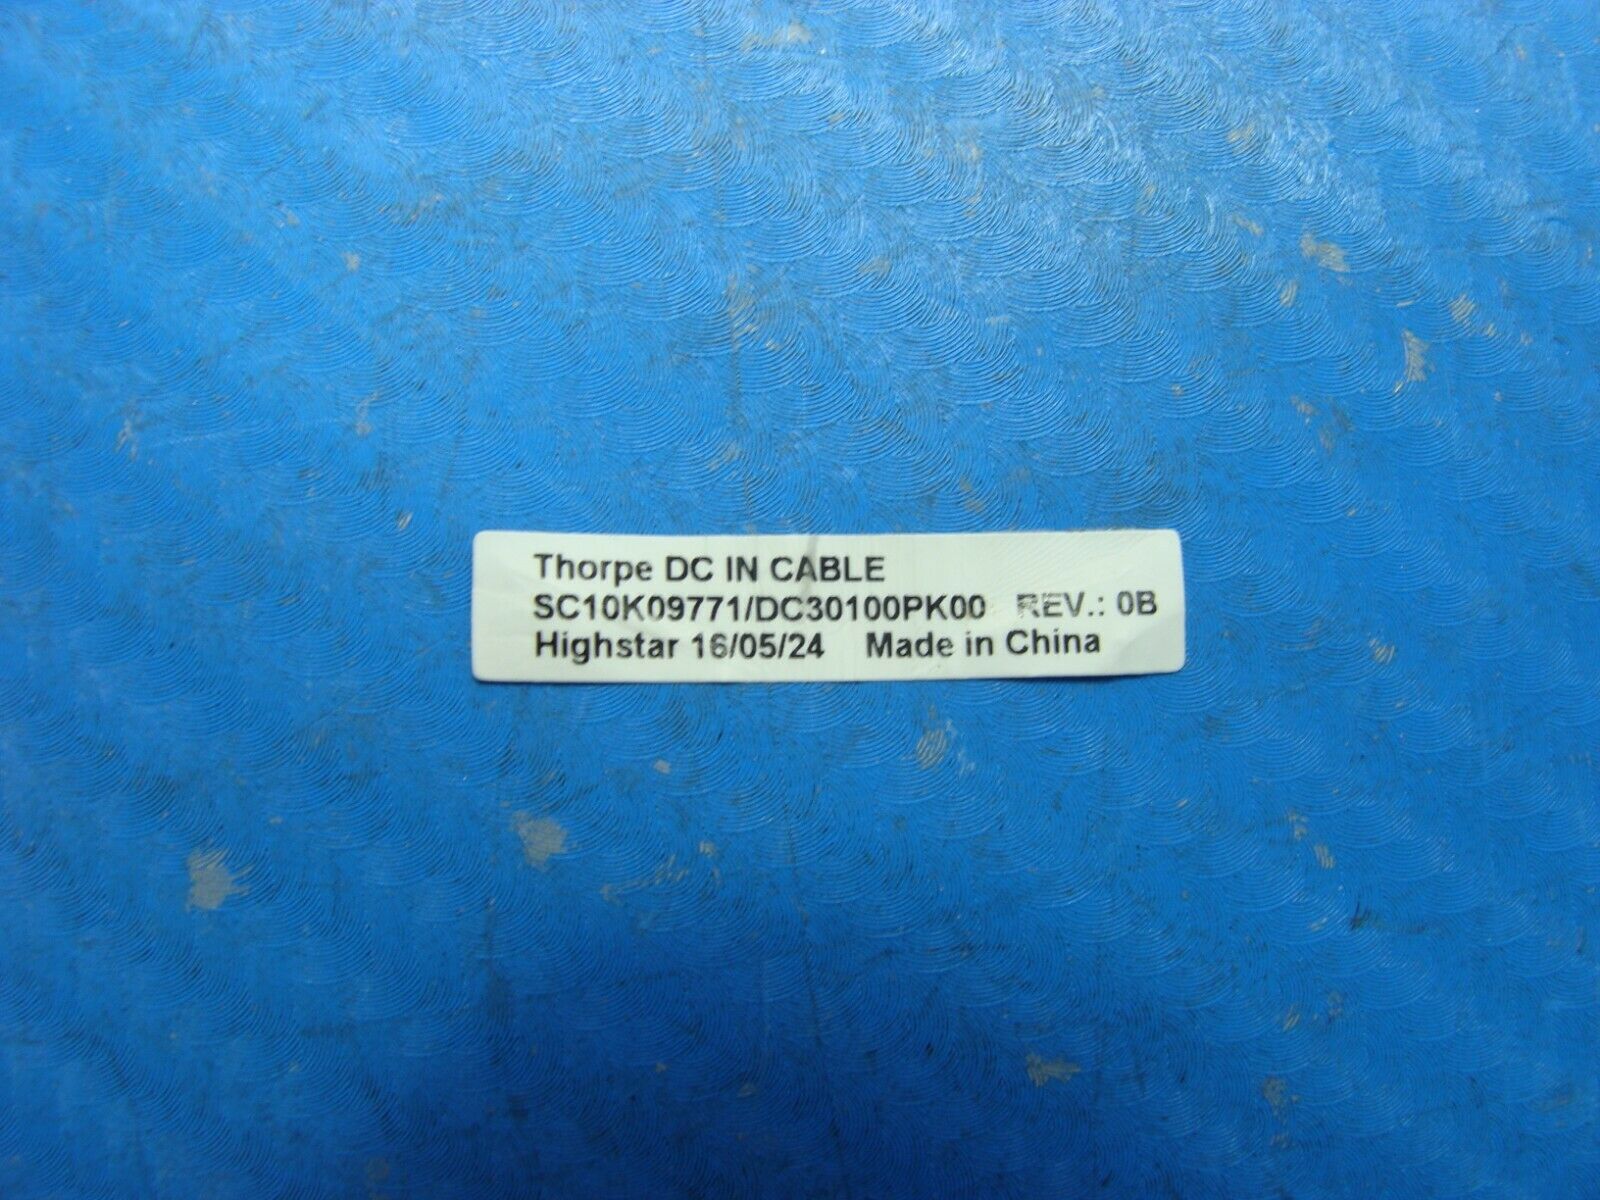 Thorpe DC IN CABLE
SC10K09771/DC30100PK00 REV.: 0B
Highstar 16/05/24 Made in China